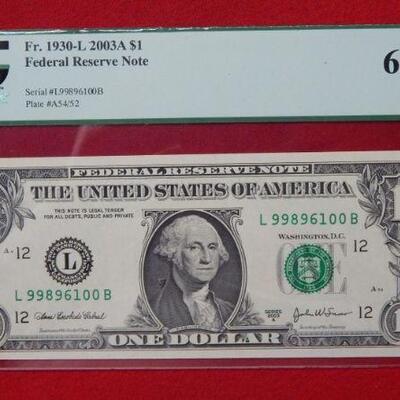 Fr. 1930-L 2003A $1
Federal Reserve Note
6
Serial #L99896100B
Plate #A54/52
FEDERAL RESERVE NOTE
THE UNITED STATES OF AMERICA
THIS NOTE IS LEGAL TENDER
FOR ALL DEBTS, PUBLIC AND PRIVATE
L 99896100 B
WASHINGTON, D.C.
12
12
L
L 99896100 B
12
12
SERIES
2003
A
ONE DOLLAR